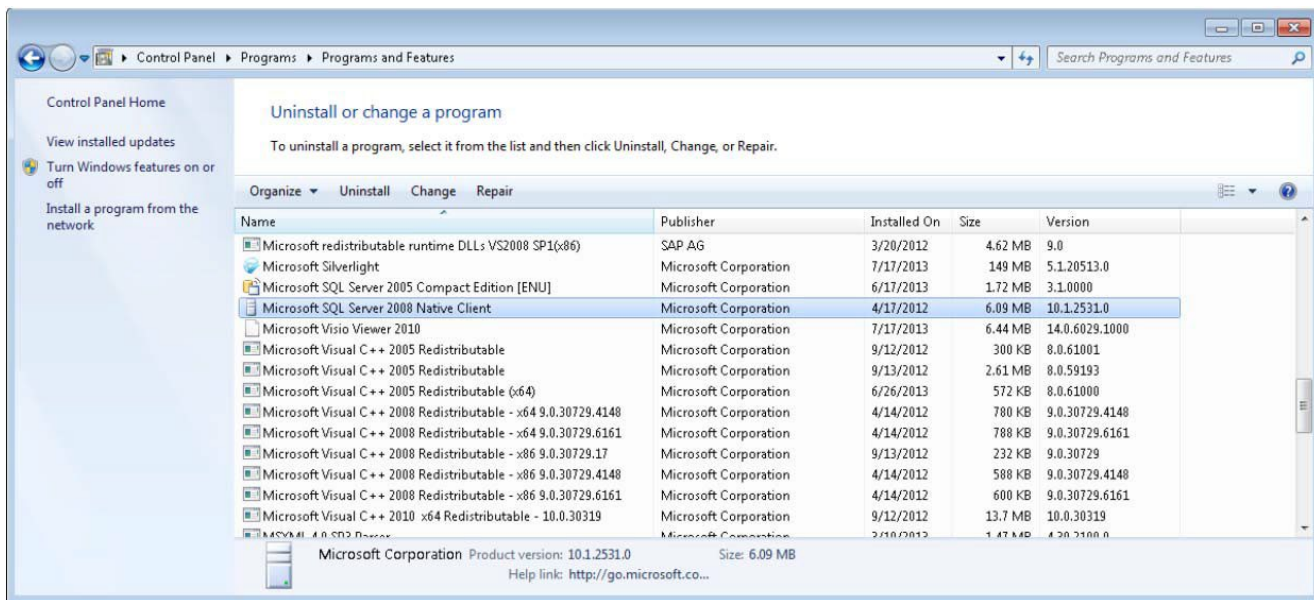 Control Panel ▸ Programs ▸ Programs and Features
Search Programs and Features
Control Panel Home
View installed updates
Turn Windows features on or
off
Install a program from the
network
Uninstall or change a program
To uninstall a program, select it from the list and then click Uninstall, Change, or Repair.
Organize Uninstall Change Repair
Name Publisher Installed On Size Version
Microsoft redistributable runtime DLLs VS2008 SP1(x86) SAP AG 3/20/2012 4.62 MB 9.0
Microsoft Silverlight Microsoft Corporation 7/17/2013 149 MB 5.1.20513.0
Microsoft SQL Server 2005 Compact Edition [ENU] Microsoft Corporation 6/17/2013 1.72 MB 3.1.0000
Microsoft SQL Server 2008 Native Client Microsoft Corporation 4/17/2012 6.09 MB 10.1.2531.0
Microsoft Visio Viewer 2010 Microsoft Corporation 7/17/2013 6.44 MB 14.0.6029.1000
Microsoft Visual C++ 2005 Redistributable Microsoft Corporation 9/12/2012 300 KB 8.0.61001
Microsoft Visual C++ 2005 Redistributable Microsoft Corporation 9/13/2012 2.61 MB 8.0.59193
Microsoft Visual C++ 2005 Redistributable (x64) Microsoft Corporation 6/26/2013 572 KB 8.0.61000
Microsoft Visual C++ 2008 Redistributable - x64 9.0.30729.4148 Microsoft Corporation 4/14/2012 780 KB 9.0.30729.4148
Microsoft Visual C++ 2008 Redistributable - x64 9.0.30729.6161 Microsoft Corporation 4/14/2012 788 KB 9.0.30729.6161
Microsoft Visual C++ 2008 Redistributable - x86 9.0.30729.17 Microsoft Corporation 9/13/2012 232 KB 9.0.30729
Microsoft Visual C++ 2008 Redistributable - x86 9.0.30729.4148 Microsoft Corporation 4/14/2012 588 KB 9.0.30729.4148
Microsoft Visual C++ 2008 Redistributable - x86 9.0.30729.6161 Microsoft Corporation 4/14/2012 600 KB 9.0.30729.6161
Microsoft Visual C++ 2010 x64 Redistributable - 10.0.30319 Microsoft Corporation 9/12/2012 13.7 MB 10.0.30319
MSXML 4.0 SP3 Parser Microsoft Corporation 1.47 MB 4.30.2100.0
Microsoft Corporation Product version: 10.1.2531.0 Size: 6.09 MB
Help link: http://go.microsoft.co...